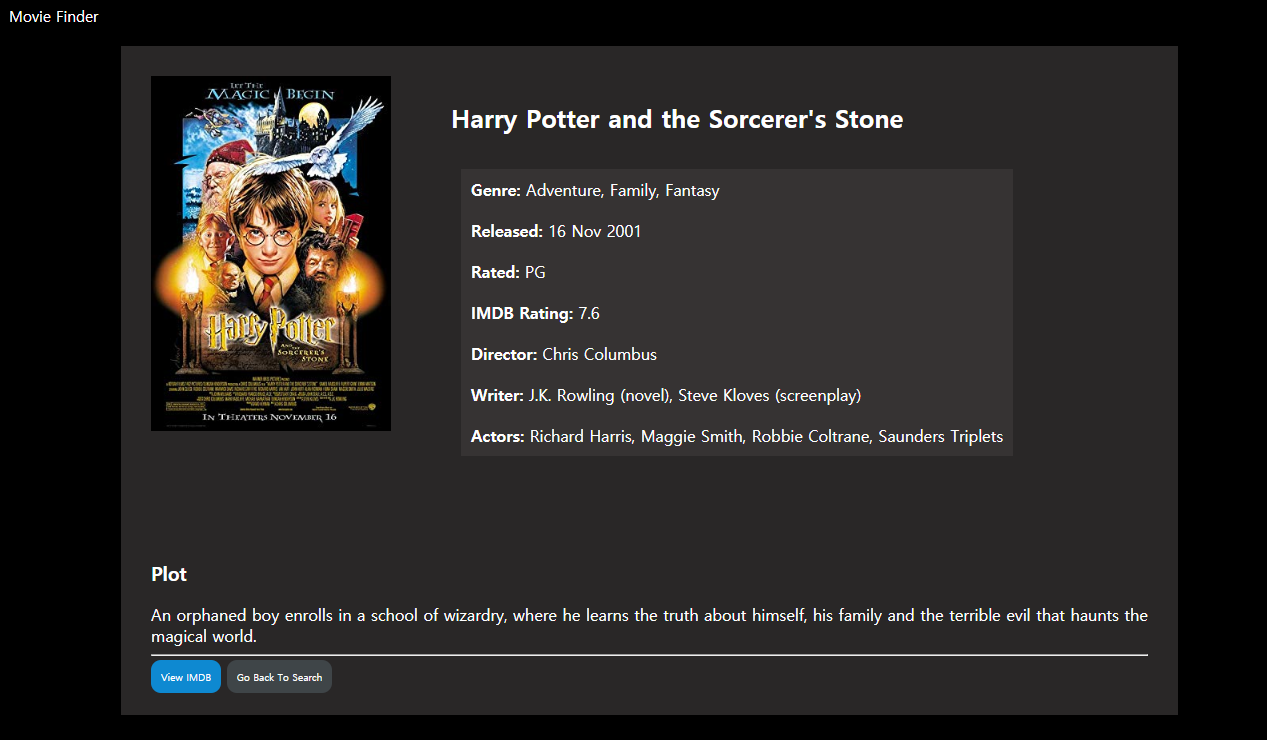 Movie Finder
LET THE
MAGIC BEGIN
Harry Potter
AND THE
SORCERER'S
STONE
IN THEATERS NOVEMBER 16
Harry Potter and the Sorcerer's Stone
Genre: Adventure, Family, Fantasy
Released: 16 Nov 2001
Rated: PG
IMDB Rating: 7.6
Director: Chris Columbus
Writer: J.K. Rowling (novel), Steve Kloves (screenplay)
Actors: Richard Harris, Maggie Smith, Robbie Coltrane, Saunders Triplets
Plot
An orphaned boy enrolls in a school of wizardry, where he learns the truth about himself, his family and the terrible evil that haunts the
magical world.
View IMDB Go Back To Search